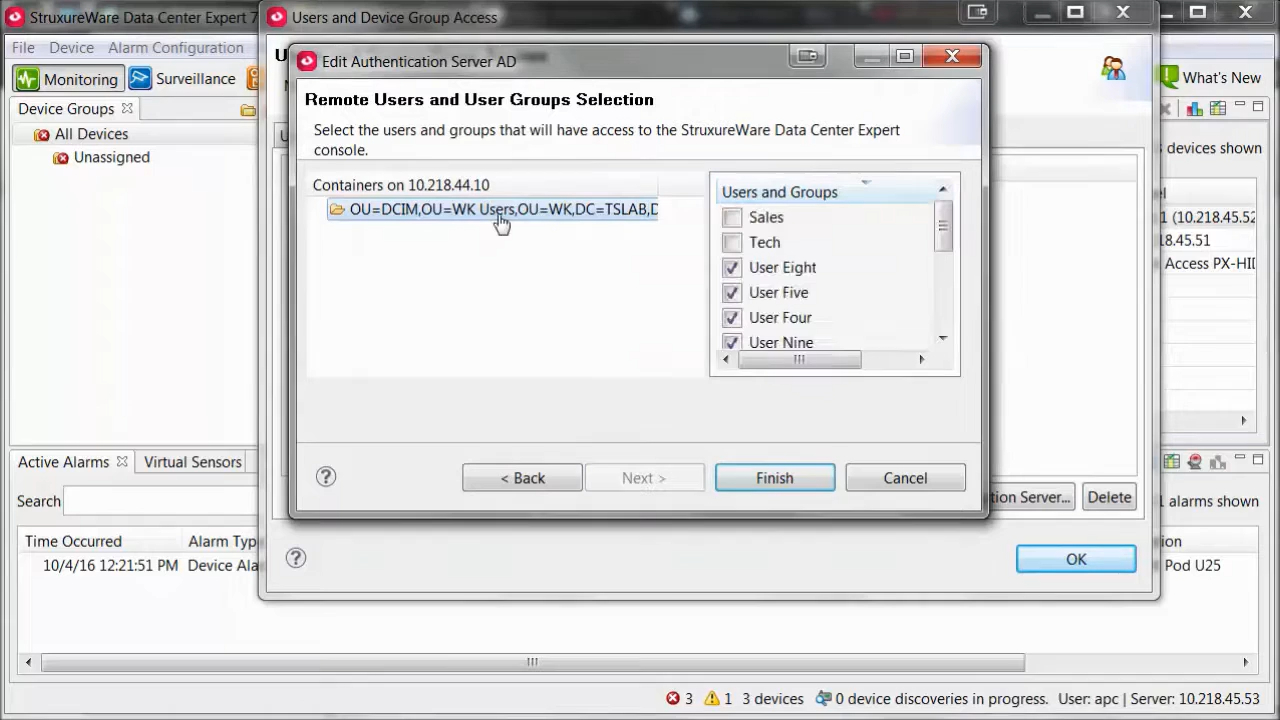 StruxureWare Data Center Expert 7
Users and Device Group Access
File Device Alarm Configuration
Edit Authentication Server AD
Monitoring
Surveillance
What's New
Remote Users and User Groups Selection
Device Groups
Select the users and groups that will have access to the StruxureWare Data Center Expert
console.
All Devices
devices shown
Unassigned
Containers on 10.218.44.10
Users and Groups
OU=DCIM,OU=WK Users,OU=WK,DC=TSLAB,D
Sales
1 (10.218.45.52
Tech
8.45.51
User Eight
Access PX-HID
User Five
User Four
User Nine
Active Alarms
Virtual Sensors
< Back
Next >
Finish
Cancel
Search
ion Server...
Delete
1 alarms shown
Time Occurred
Alarm Typ
ion
10/4/16 12:21:51 PM
Device Ala
OK
Pod U25
3
1
3 devices
0 device discoveries in progress.
User: apc | Server: 10.218.45.53